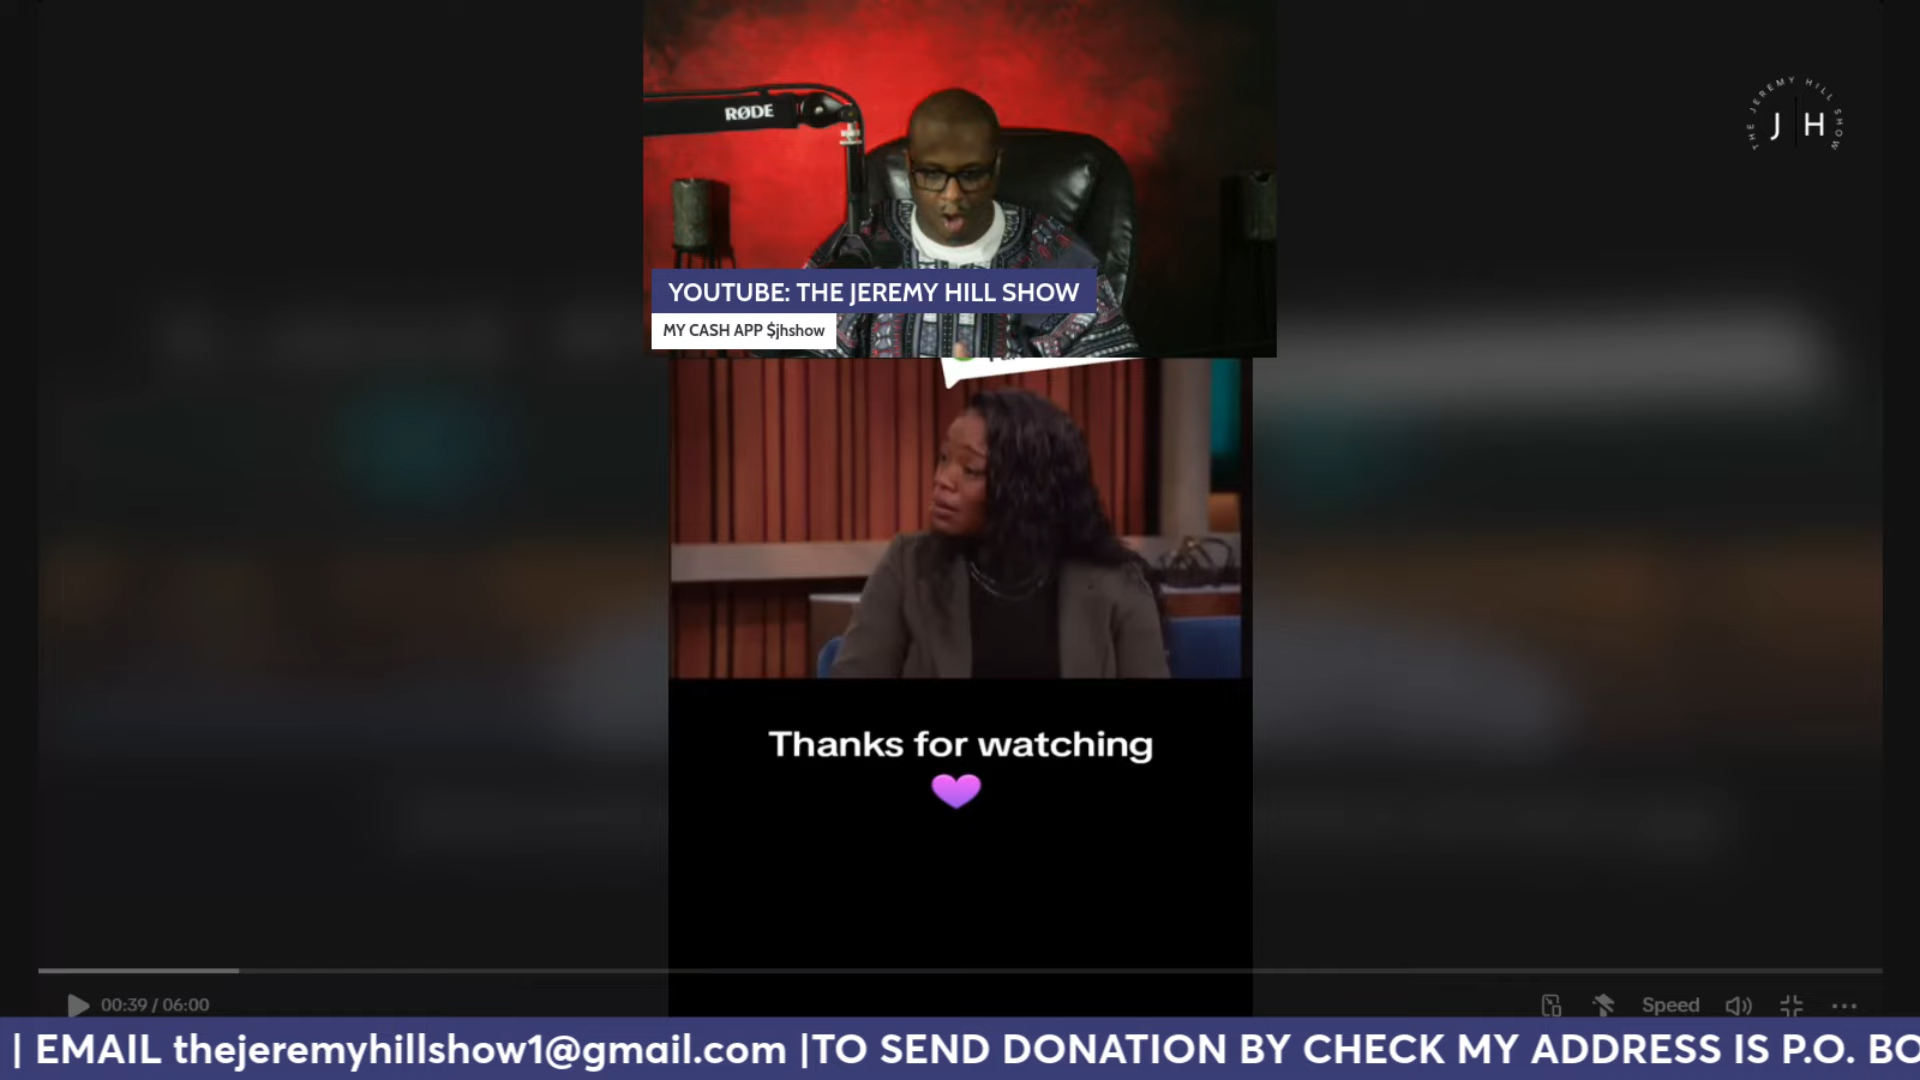 RØDE
THE JEREMY HILL SHOW
J H
YOUTUBE: THE JEREMY HILL SHOW
MY CASH APP $jhshow
Thanks for watching
00:39 / 06:00
Speed
| EMAIL thejeremyhillshow1@gmail.com |TO SEND DONATION BY CHECK MY ADDRESS IS P.O. BO